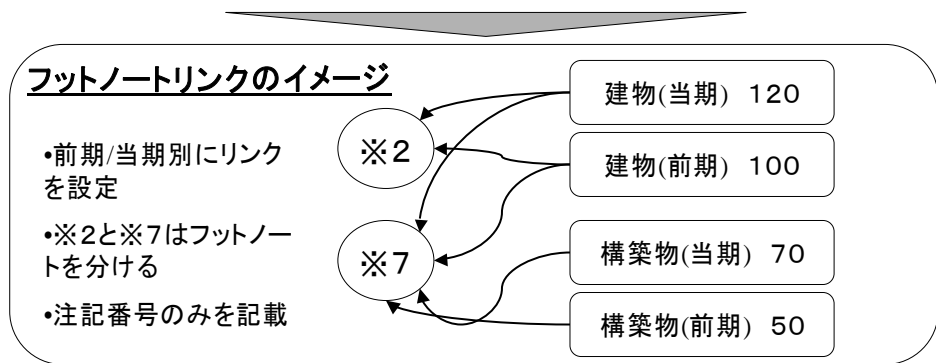 フットノートリンクのイメージ
•前期/当期別にリンク
を設定
•※2と※7はフットノー
トを分ける
•注記番号のみを記載
※2
※7
建物(当期) 120
建物(前期) 100
構築物(当期) 70
構築物(前期) 50